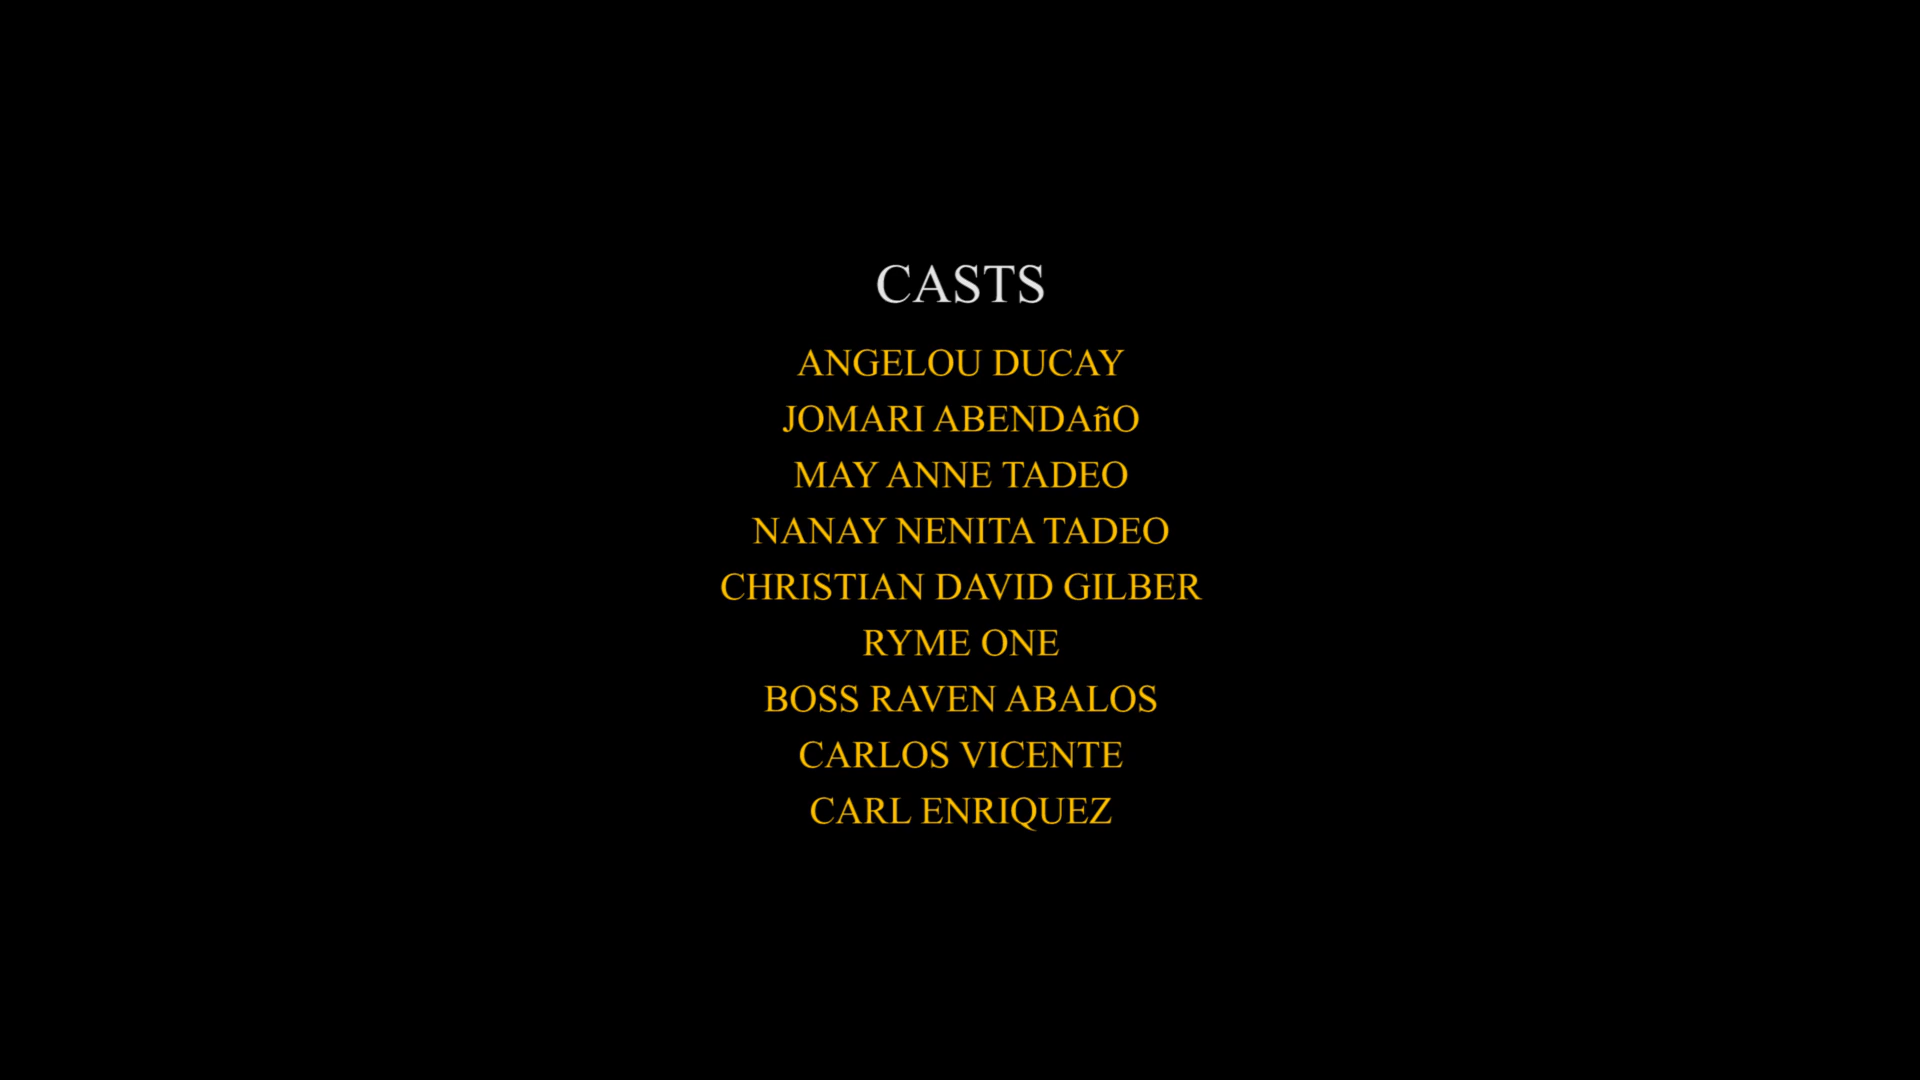 CASTS
ANGELOU DUCAY
JOMARI ABENDAñO
MAY ANNE TADEO
NANAY NENITA TADEO
CHRISTIAN DAVID GILBER
RYME ONE
BOSS RAVEN ABALOS
CARLOS VICENTE
CARL ENRIQUEZ